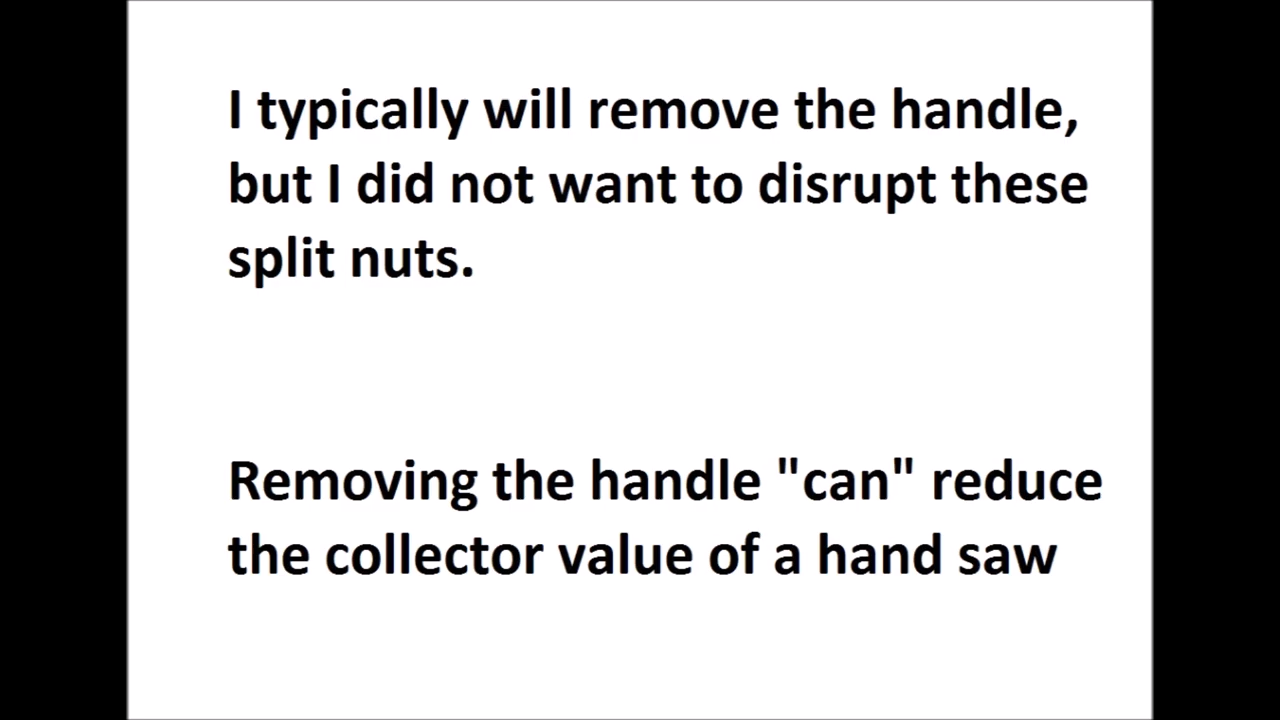 I typically will remove the handle,
but I did not want to disrupt these
split nuts.
Removing the handle "can" reduce
the collector value of a hand saw